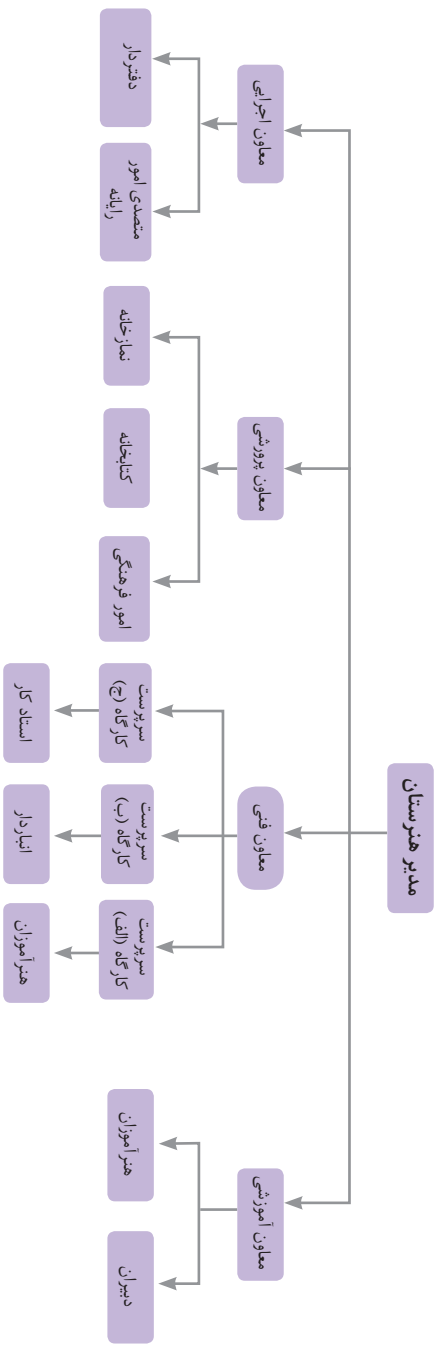 مدیر هنرستان
معاون آموزشی
معاون فنی
معاون پرورشی
معاون اجرایی
دبیران
هنرآموزان
سرپرست
کارگاه (الف)
سرپرست
کارگاه (ب)
سرپرست
کارگاه (ج)
امور فرهنگی
کتابخانه
نمازخانه
متصدی امور
رایانه
دفتردار
هنرآموزان
انباردار
استاد کار